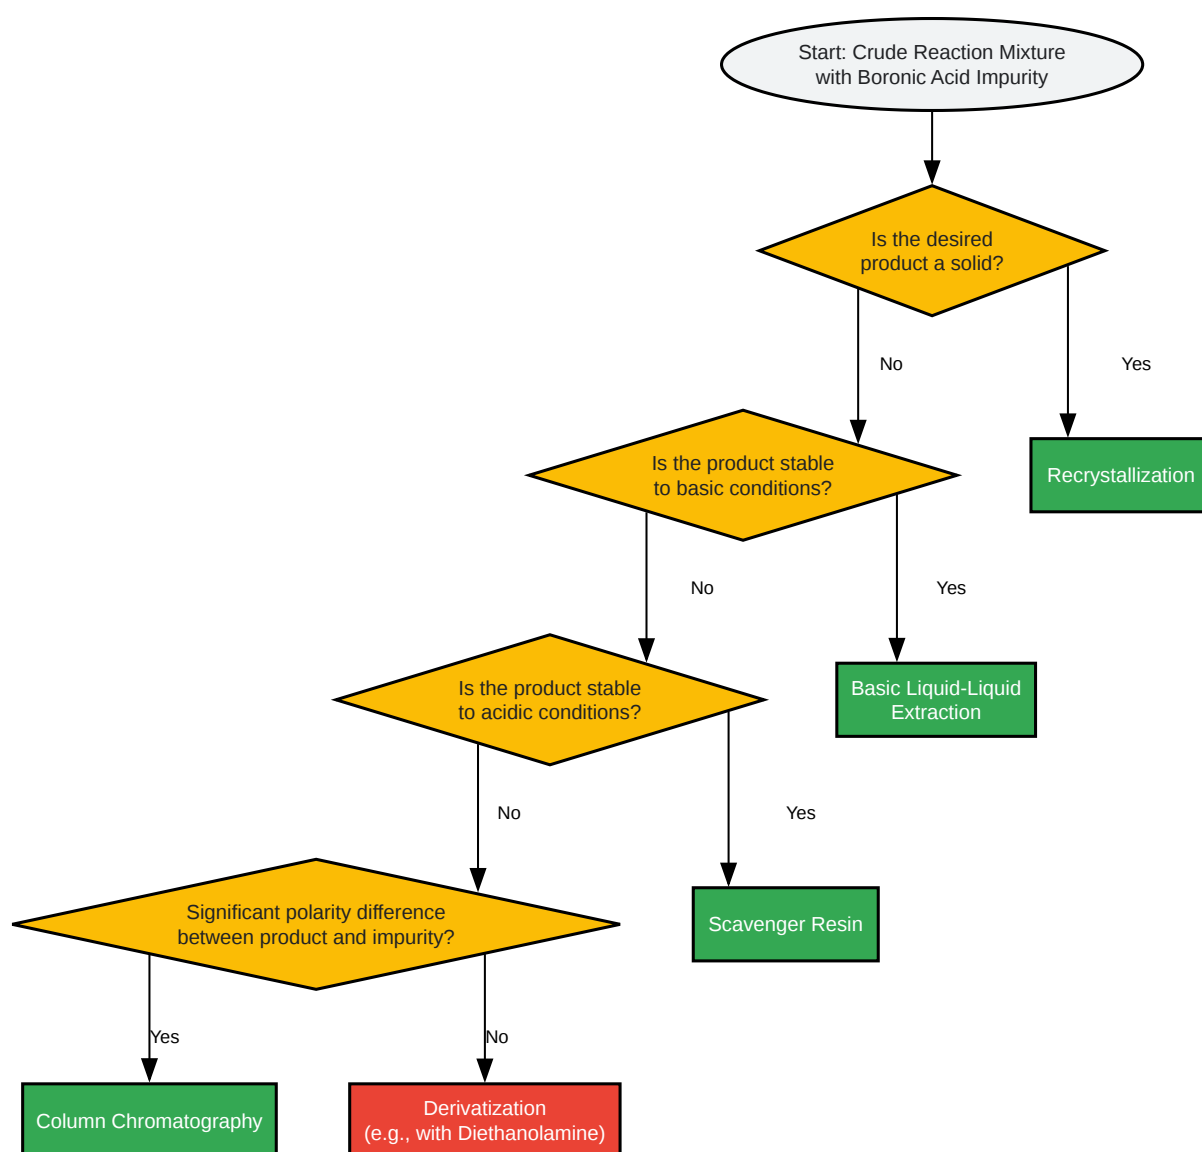 Start: Crude Reaction Mixture
with Boronic Acid Impurity
Is the desired
product a solid?
No
Yes
Is the product stable
to basic conditions?
Recrystallization
No
Yes
Is the product stable
to acidic conditions?
Basic Liquid-Liquid
Extraction
No
Yes
Significant polarity difference
between product and impurity?
Scavenger Resin
Yes
No
Column Chromatography
Derivatization
(e.g., with Diethanolamine)